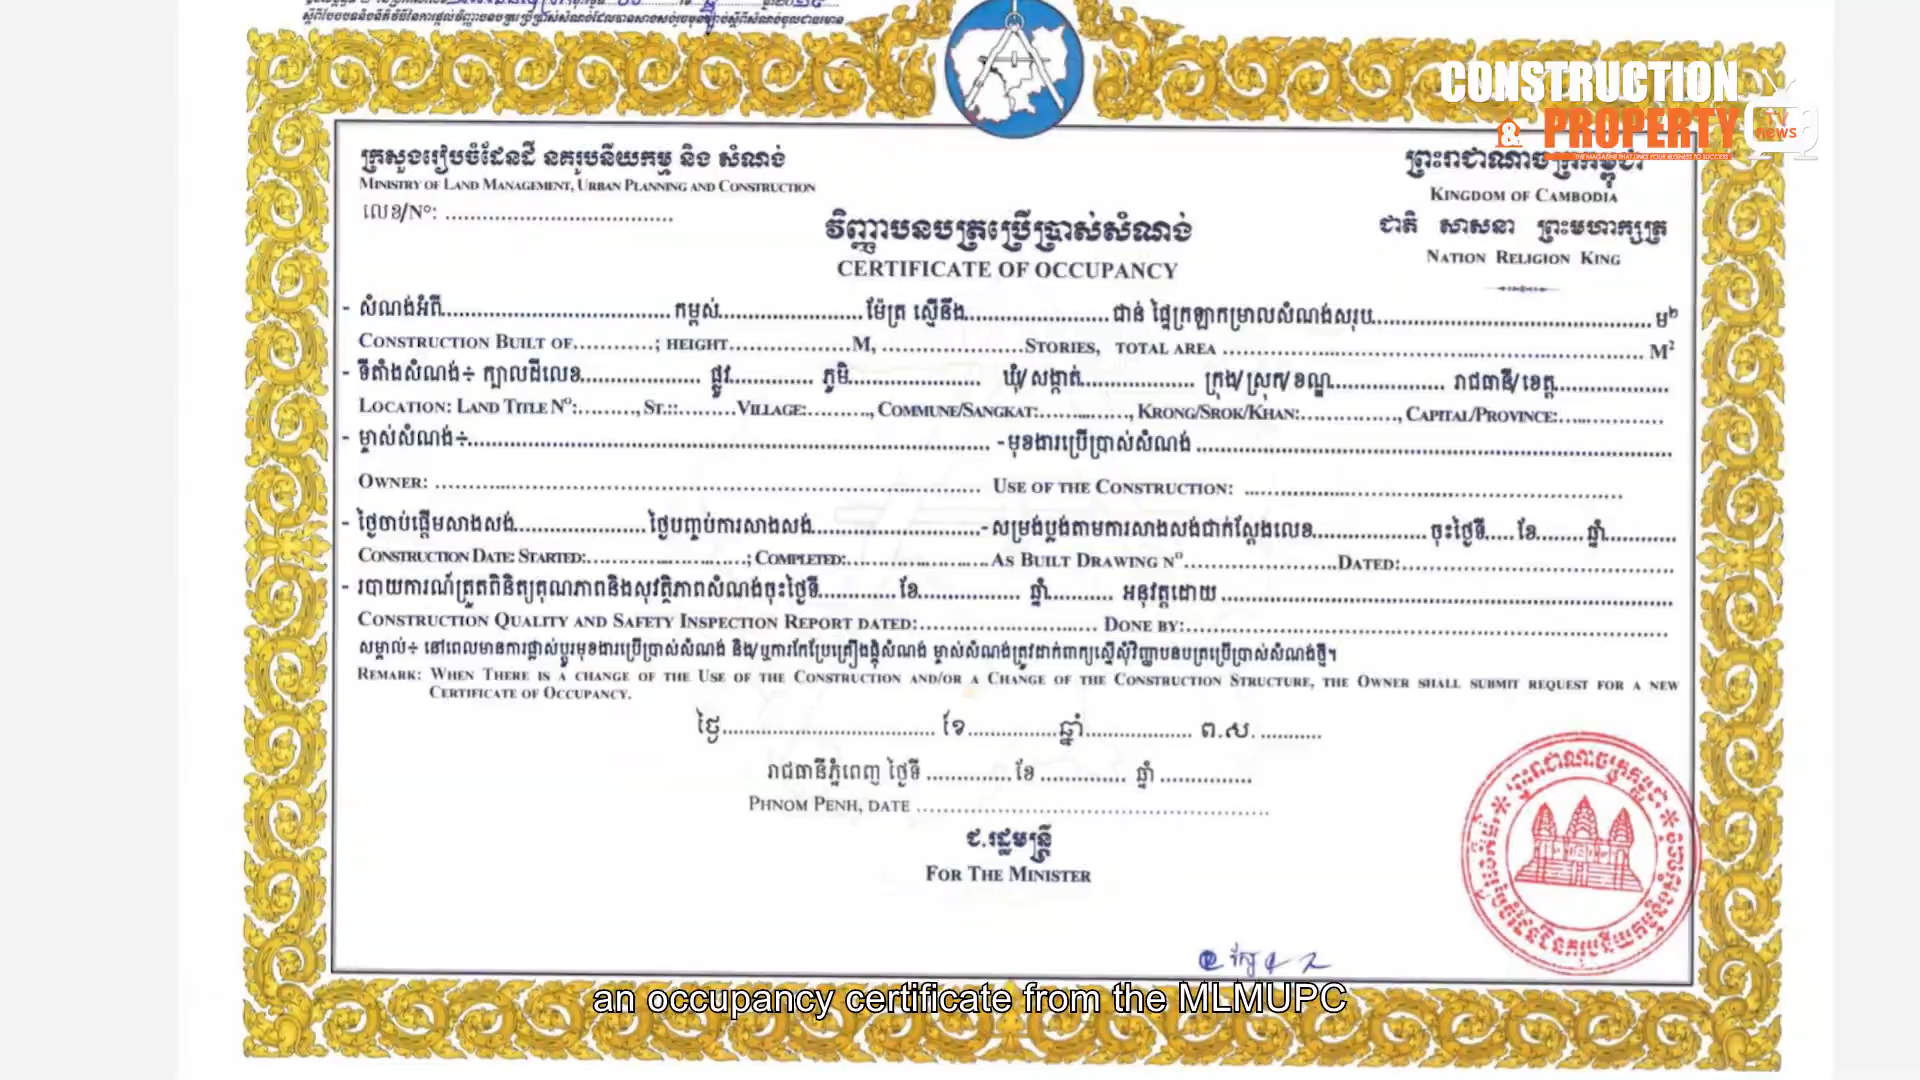 CONSTRUCTION
& PROPERTY
TV news
THE MAGAZINE THAT LINKS YOUR BUSINESS TO SUCCESS
ក្រសួងរៀបចំដែនដី នគរូបនីយកម្ម និង សំណង់
MINISTRY OF LAND MANAGEMENT, URBAN PLANNING AND CONSTRUCTION
លេខ/Nº: ....................................
ព្រះរាជាណាចក្រកម្ពុជា
KINGDOM OF CAMBODIA
ជាតិ សាសនា ព្រះមហាក្សត្រ
NATION RELIGION KING
វិញ្ញាបនបត្រប្រើប្រាស់សំណង់
CERTIFICATE OF OCCUPANCY
- សំណង់អំពី.................................... កម្ពស់........................ ម៉ែត្រ ស្មើនឹង........................ ជាន់ ផ្ទៃក្រឡាកម្រាលសំណង់សរុប........................................ ម២
CONSTRUCTION BUILT OF............; HEIGHT..................M, .....................STORIES, TOTAL AREA ........................................ M²
- ទីតាំងសំណង់៖ ក្បាលដីលេខ.................... ផ្លូវ.............. ភូមិ...................... ឃុំ/សង្កាត់.................. ក្រុង/ស្រុក/ខណ្ឌ.................. រាជធានី/ខេត្ត..................
LOCATION: LAND TITLE Nº:........., ST.::.........VILLAGE:........., COMMUNE/SANGKAT:.............., KRONG/SROK/KHAN:..............., CAPITAL/PROVINCE:..................
- ម្ចាស់សំណង់៖........................................ - មុខងារប្រើប្រាស់សំណង់ ........................................
OWNER: ........................................ USE OF THE CONSTRUCTION: ........................................
- ថ្ងៃចាប់ផ្តើមសាងសង់...................... ថ្ងៃបញ្ចប់ការសាងសង់........................ - សម្រង់ប្លង់តាមការសាងសង់ជាក់ស្តែងលេខ.................... ចុះថ្ងៃទី..... ខែ........ ឆ្នាំ............
CONSTRUCTION DATE: STARTED:........................; COMPLETED:........................ AS BUILT DRAWING Nº........................DATED:........................................
- របាយការណ៍ត្រួតពិនិត្យគុណភាពនិងសុវត្ថិភាពសំណង់ចុះថ្ងៃទី............. ខែ................. ឆ្នាំ........... អនុវត្តដោយ ........................................
CONSTRUCTION QUALITY AND SAFETY INSPECTION REPORT DATED:............................ DONE BY:........................................
សម្គាល់៖ នៅពេលមានការផ្លាស់ប្តូរមុខងារប្រើប្រាស់សំណង់ និង/ឬការកែប្រែគ្រឿងផ្គុំសំណង់ ម្ចាស់សំណង់ត្រូវដាក់ពាក្យស្នើសុំវិញ្ញាបនបត្រប្រើប្រាស់សំណង់ថ្មី។
REMARK: WHEN THERE IS A CHANGE OF THE USE OF THE CONSTRUCTION AND/OR A CHANGE OF THE CONSTRUCTION STRUCTURE, THE OWNER SHALL SUBMIT REQUEST FOR A NEW
CERTIFICATE OF OCCUPANCY.
ថ្ងៃ.................................... ខែ............... ឆ្នាំ.................. ព.ស. ...........
រាជធានីភ្នំពេញ ថ្ងៃទី .............. ខែ .............. ឆ្នាំ ...............
PHNOM PENH, DATE ........................................
ជ.រដ្ឋមន្ត្រី
FOR THE MINISTER
an occupancy certificate from the MLMUPC